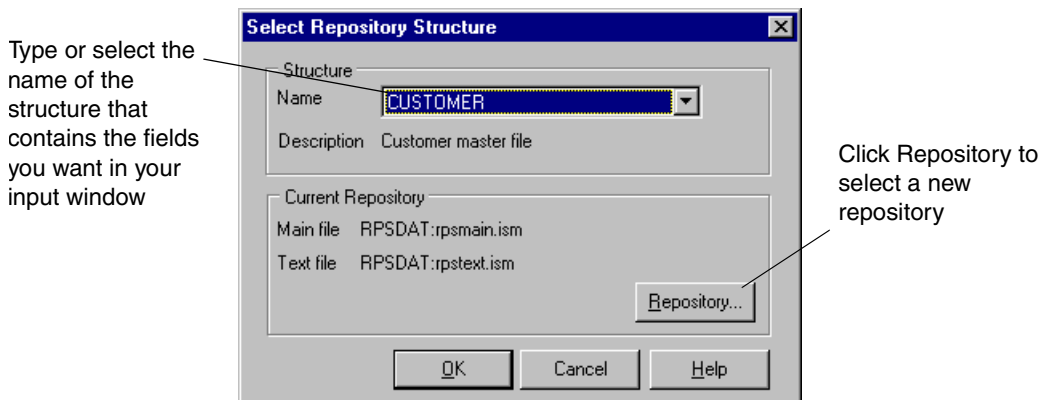 Select Repository Structure
Type or select the
name of the
structure that
contains the fields
you want in your
input window
Structure
Name CUSTOMER
Description Customer master file
Click Repository to
select a new
repository
Current Repository
Main file RPSDAT:rpsmain.ism
Text file RPSDAT:rpstext.ism
Repository...
OK Cancel Help